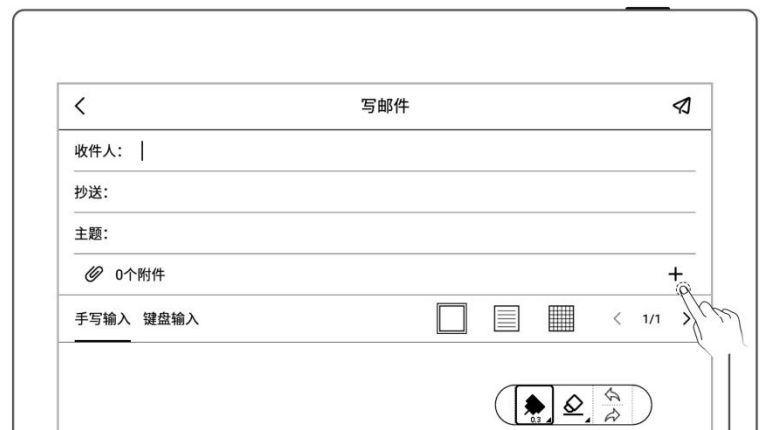 写邮件
收件人：
抄送：
主题：
0个附件
手写输入 键盘输入 1/1
0.3